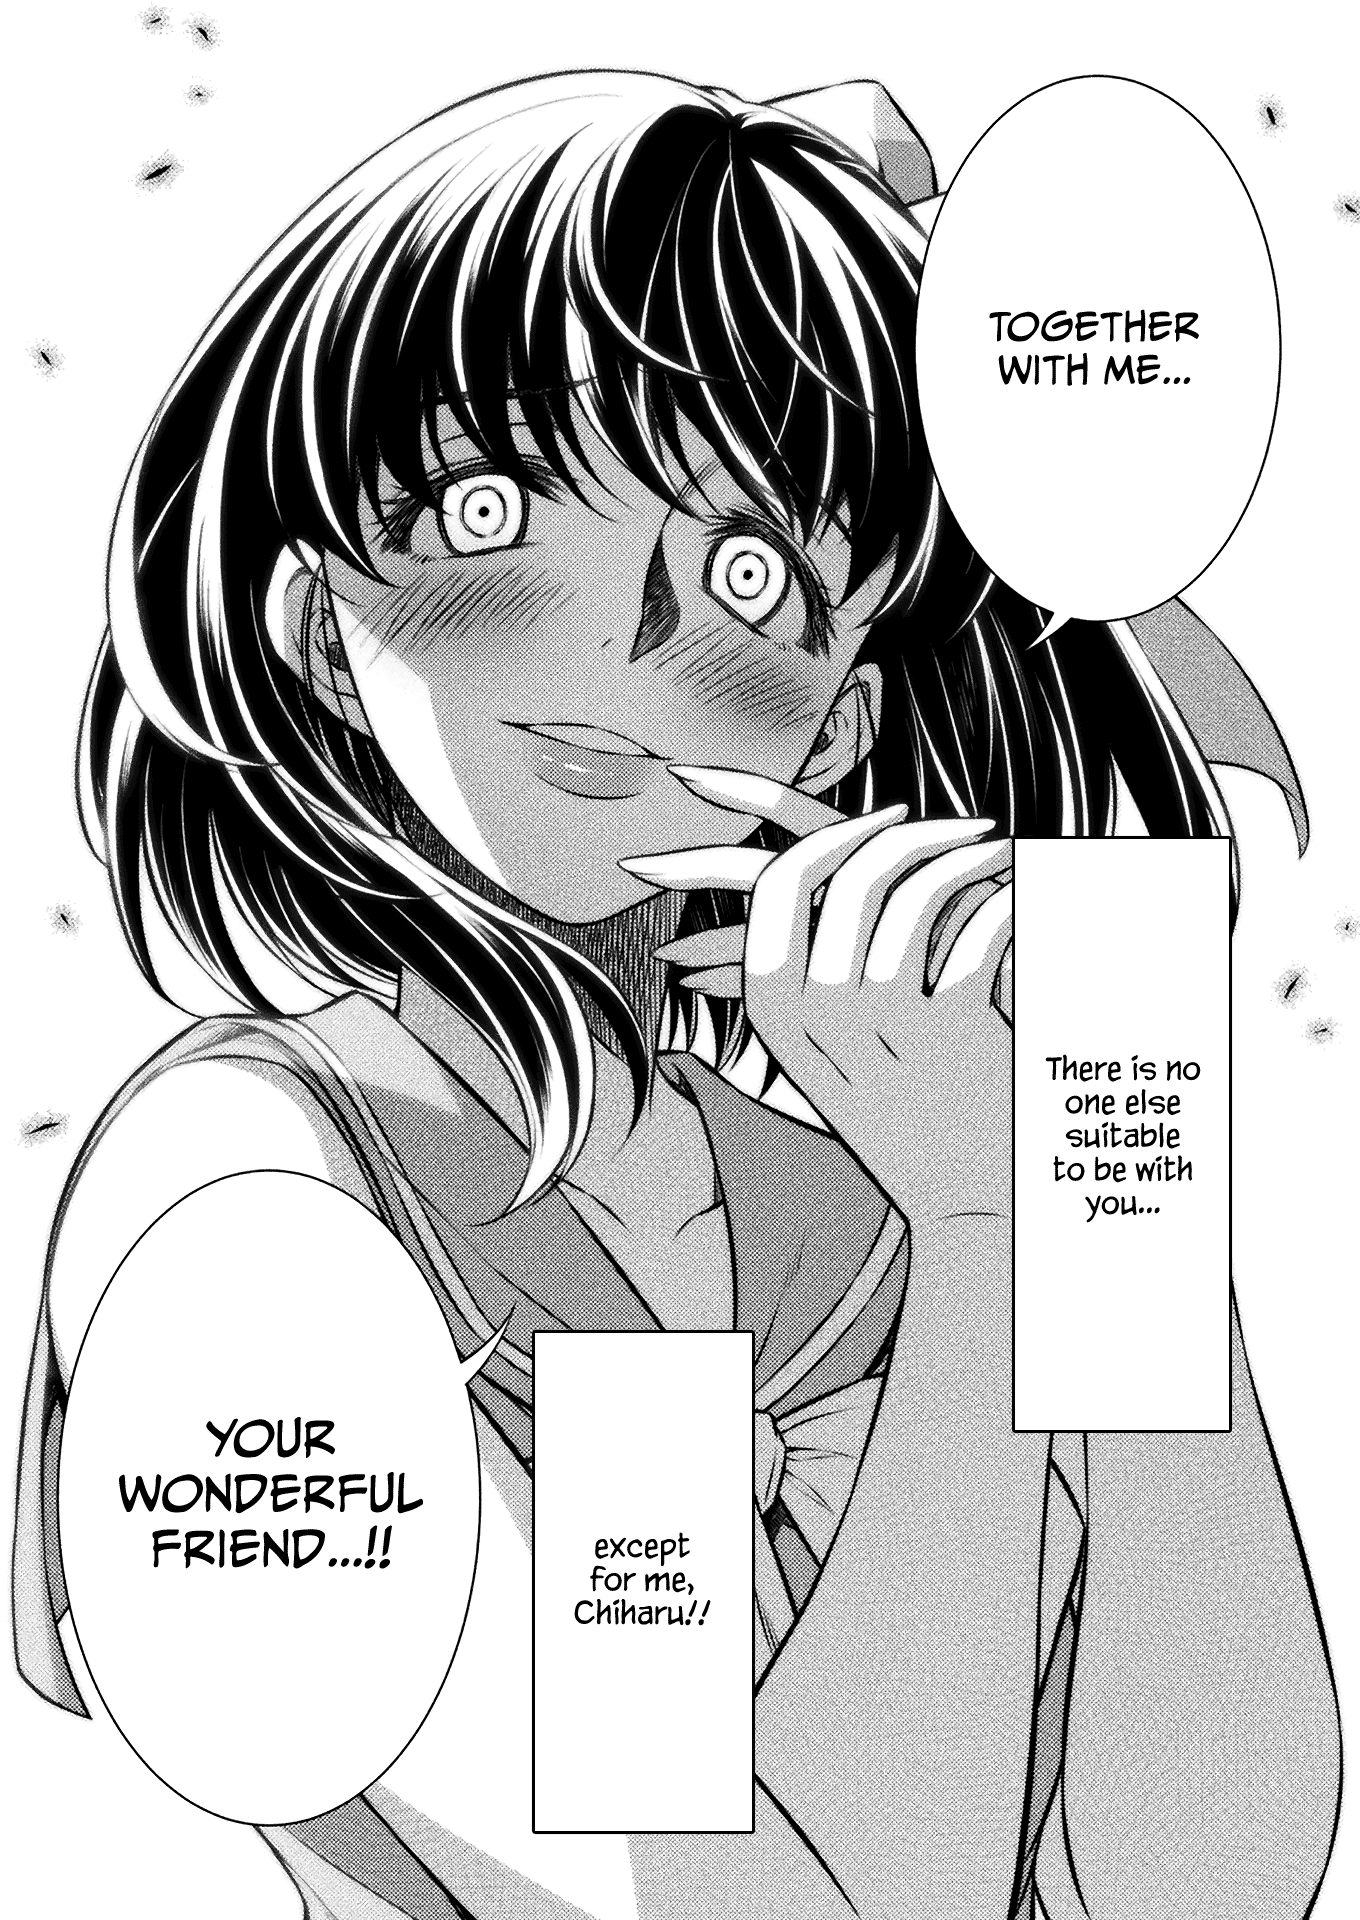 TOGETHER
WITH ME...
There is no
one else
suitable
to be with
you...
except
for me,
Chiharu!!
YOUR
WONDERFUL
FRIEND...!!